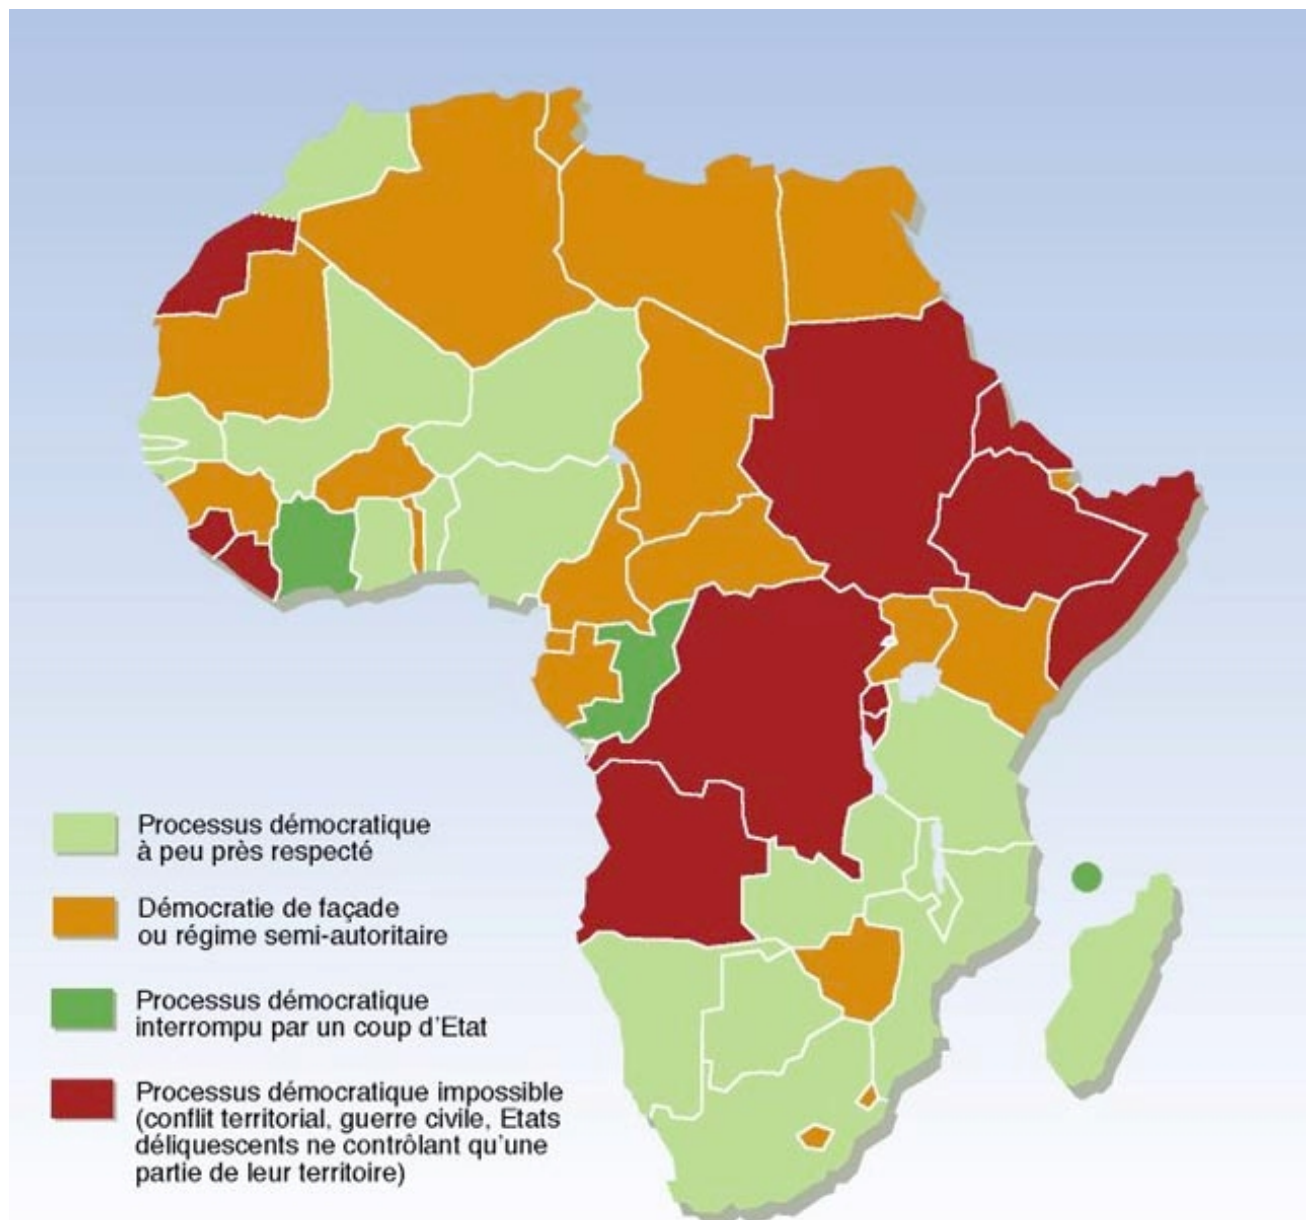 Processus démocratique
à peu près respecté
Démocratie de façade
ou régime semi-autoritaire
Processus démocratique
interrompu par un coup d'Etat
Processus démocratique impossible
(conflit territorial, guerre civile, Etats
déliquescents ne contrôlant qu'une
partie de leur territoire)